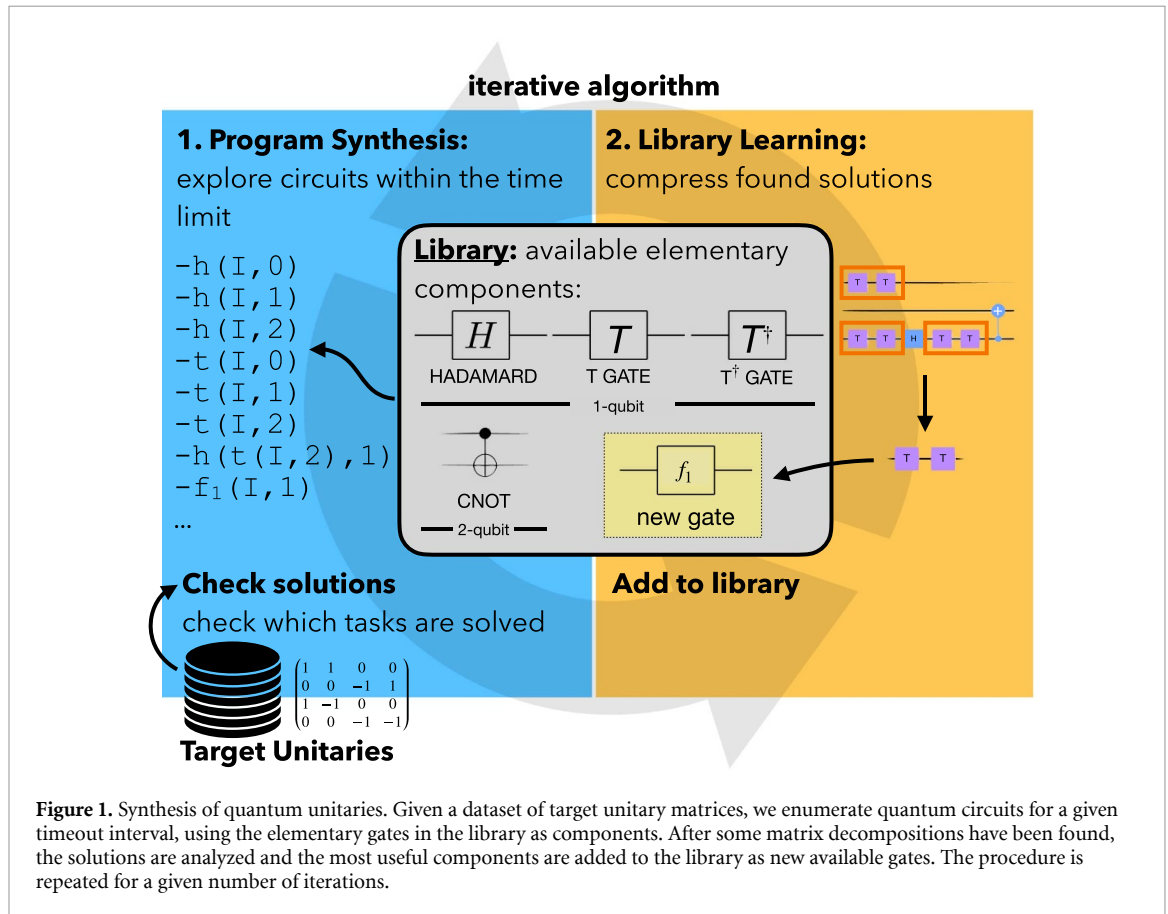 iterative algorithm
1. Program Synthesis:
explore circuits within the time
limit
-h(I,0)
-h(I,1)
-h(I,2)
-t(I,0)
-t(I,1)
-t(I,2)
-h(t(I,2),1)
-f₁(I,1)
...
Check solutions
check which tasks are solved
1 1 0 0
0 0 −1 1
1 −1 0 0
0 0 −1 −1
Target Unitaries
Library: available elementary
components:
H T T†
HADAMARD T GATE T† GATE
1-qubit
CNOT
2-qubit
f₁
new gate
2. Library Learning:
compress found solutions
T T
T T H T T
T T
Add to library
Figure 1. Synthesis of quantum unitaries. Given a dataset of target unitary matrices, we enumerate quantum circuits for a given
timeout interval, using the elementary gates in the library as components. After some matrix decompositions have been found,
the solutions are analyzed and the most useful components are added to the library as new available gates. The procedure is
repeated for a given number of iterations.